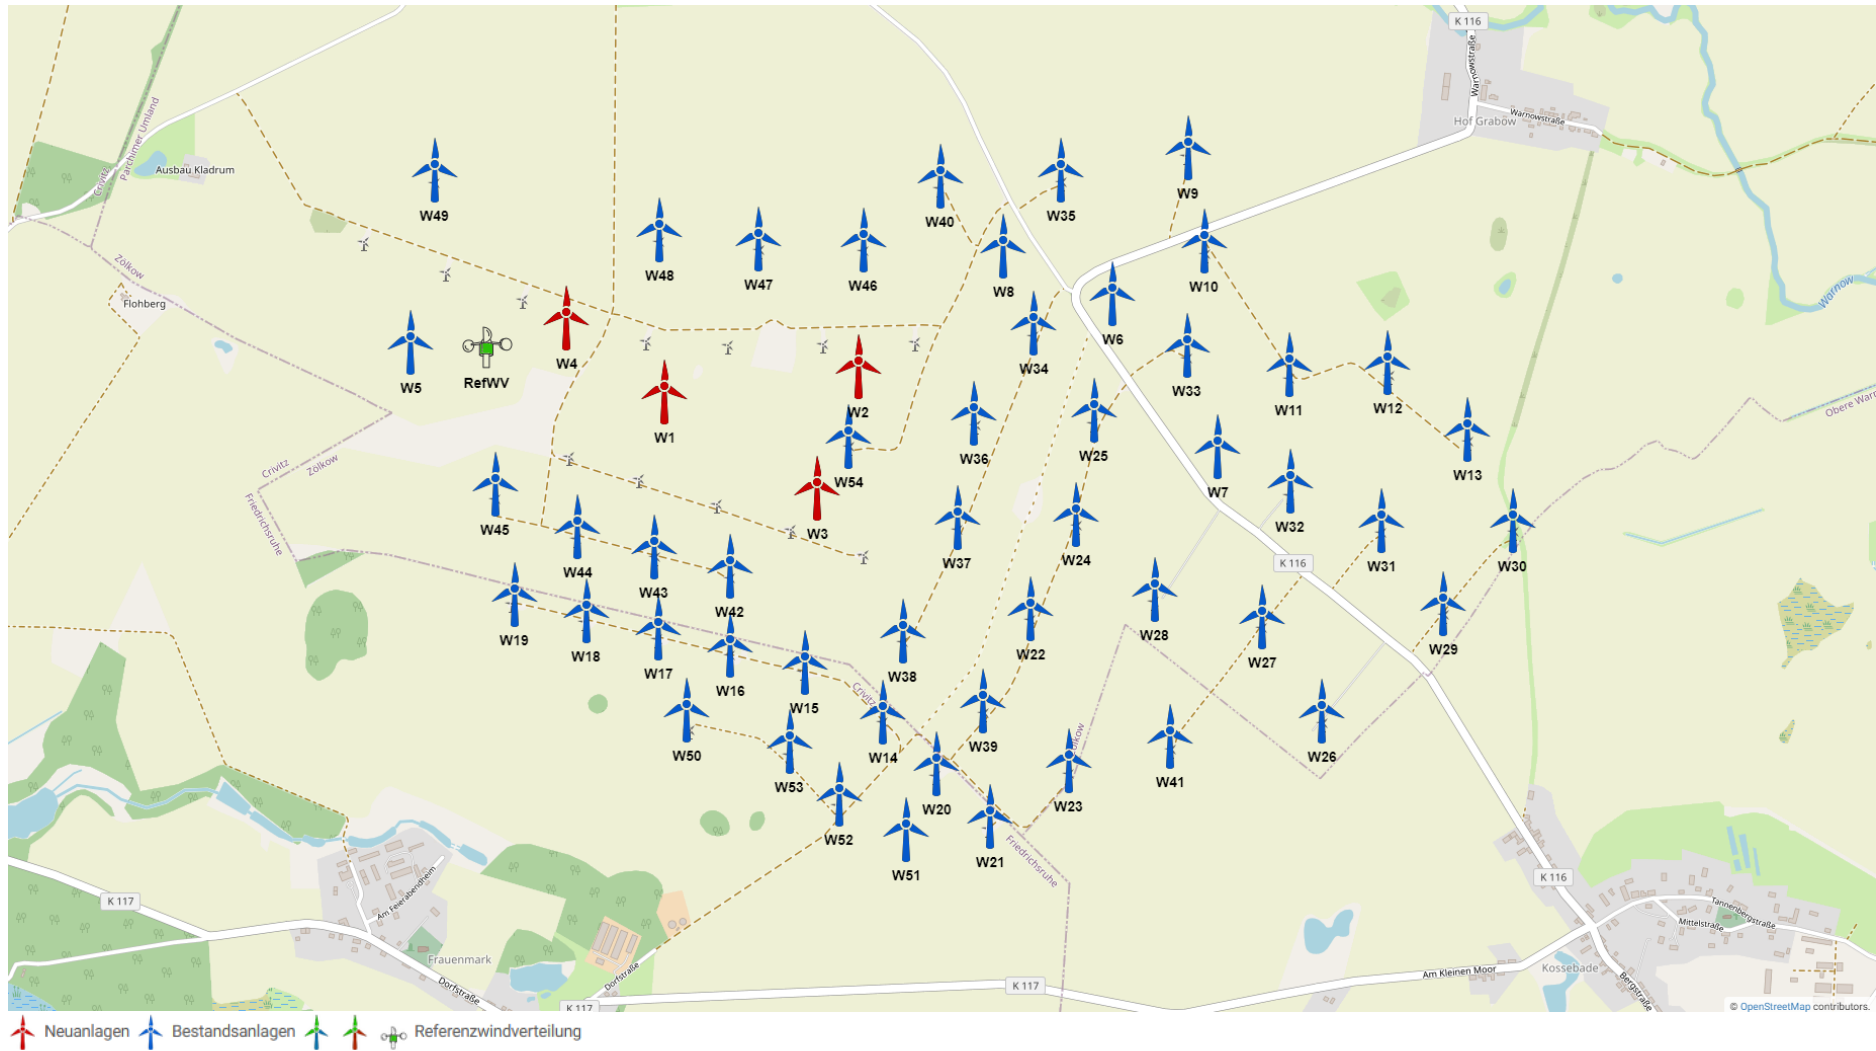 K 116
Warnowstraße
Hof Grabow
Warnowstraße
Parchimer Umland
Crivitz
Ausbau Kladrum
W49
W40
W35
W9
W48
W47
W46
W8
W10
Zölkow
Flohberg
Warnow
W6
W5
RefWV
W4
W34
W33
W1
W2
W11
W12
Obere War
W36
W25
W54
W13
Crivitz
Zölkow
W7
W45
W3
W32
Friedrichsruhe
W44
W37
W24
K 116
W31
W30
W43
W42
W19
W18
W28
W17
W22
W27
W29
W16
W38
W15
Crivitz
W50
W14
W39
W26
W53
W20
W23
W41
W52
W51
W21
Friedrichsruhe
K 117
Am Feierabendheim
K 116
Tannenbergstraße
Mittelstraße
Frauenmark
Dorfstraße
Dorfstraße
K 117
K 117
Am Kleinen Moor
Kossebade
Bergstraße
© OpenStreetMap contributors.
Neuanlagen
Bestandsanlagen
Referenzwindverteilung